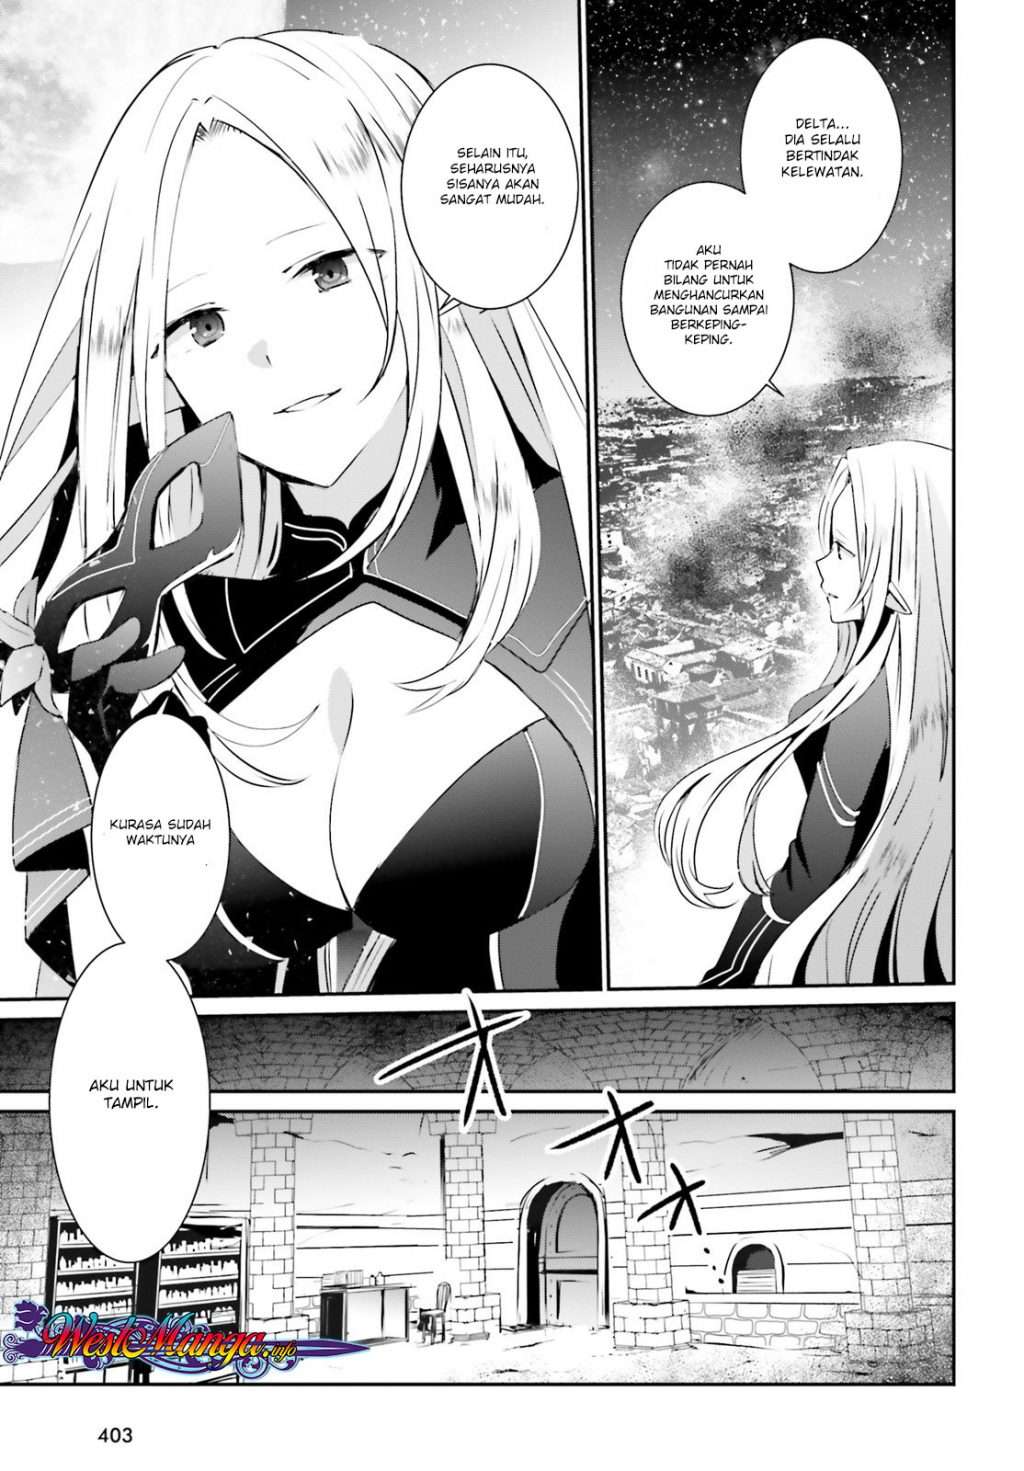 DELTA...
DIA SELALU
BERTINDAK
KELEWATAN.
AKU
TIDAK PERNAH
BILANG UNTUK
MENGHANCURKAN
BANGUNAN SAMPAI
BERKEPING-
KEPING.
SELAIN ITU,
SEHARUSNYA
SISANYA AKAN
SANGAT MUDAH.
KURASA SUDAH
WAKTUNYA
AKU UNTUK
TAMPIL.
WestManga.info
403